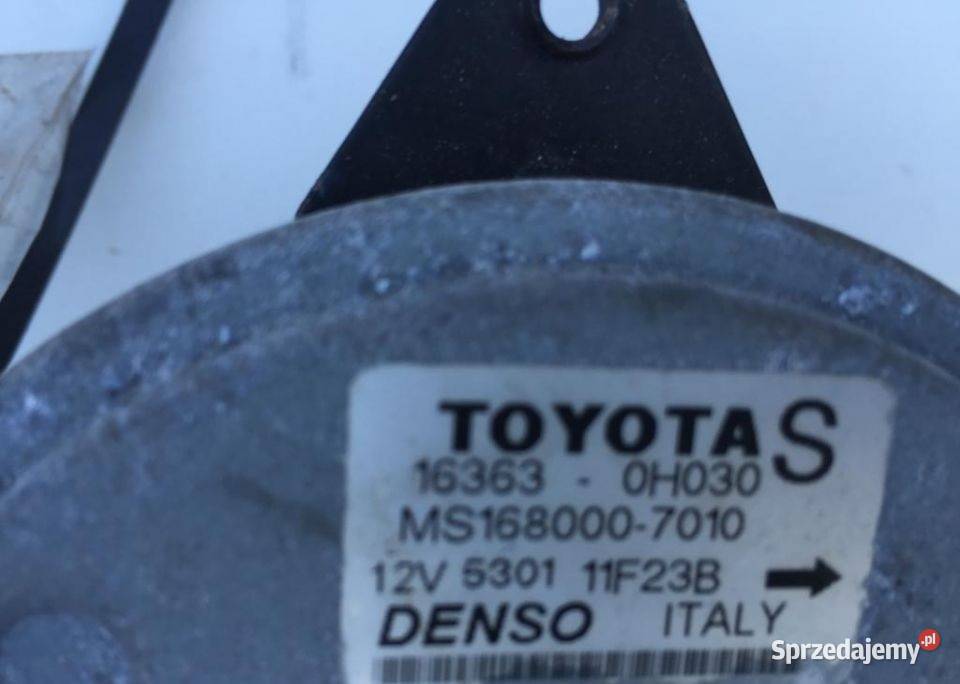 TOYOTA S
16363 - 0H030
MS168000-7010
12V 5301 11F23B
DENSO ITALY
Sprzedajemy.pl